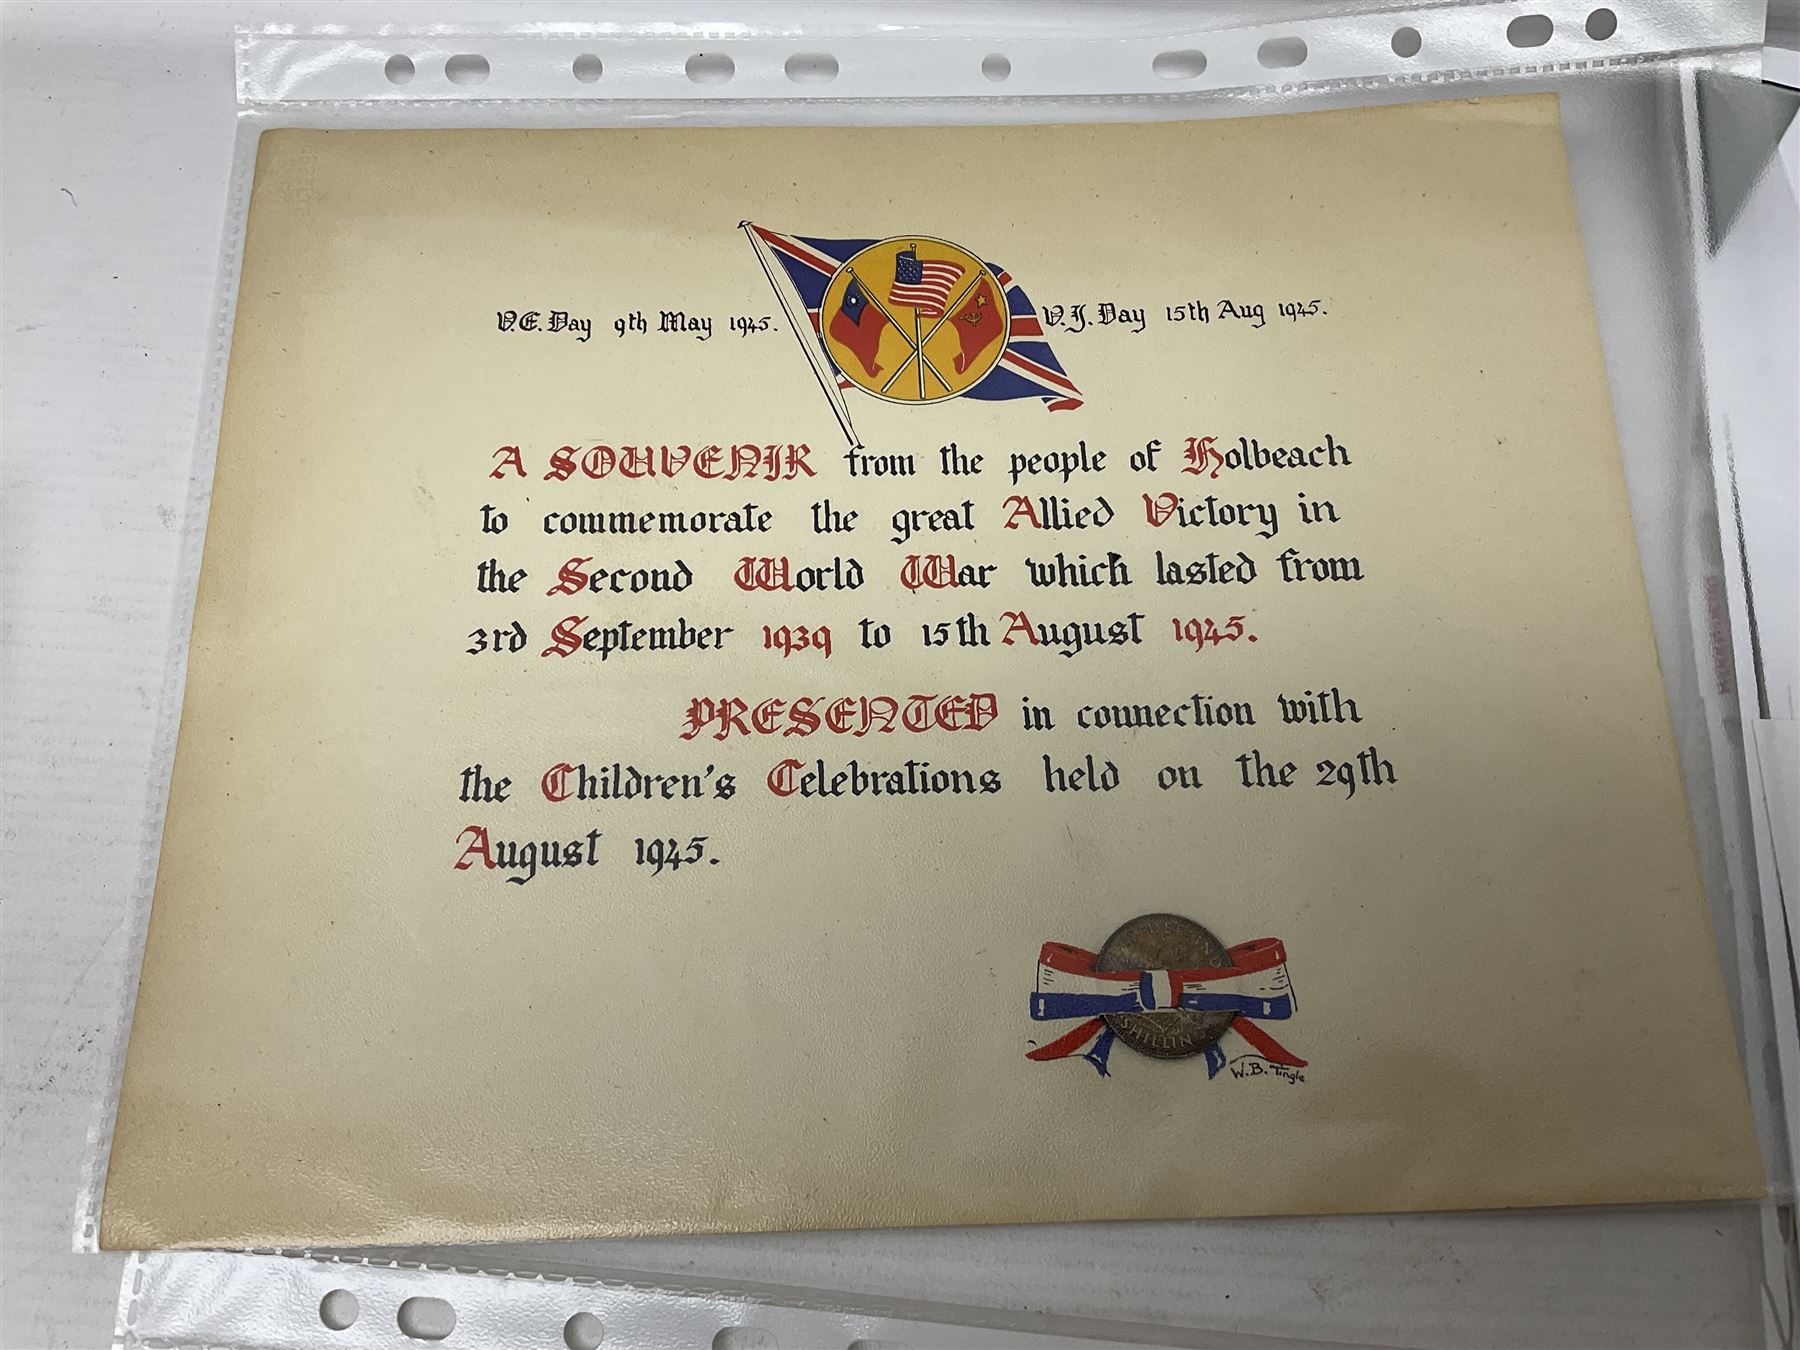 V.E. Day 9th May 1945. V.J. Day 15th Aug 1945.
A SOUVENIR from the people of Holbeach
to commemorate the great Allied Victory in
the Second World War which lasted from
3rd September 1939 to 15th August 1945.
PRESENTED in connection with
the Children's Celebrations held on the 29th
August 1945.
SHILLIN
W.B. Tingle